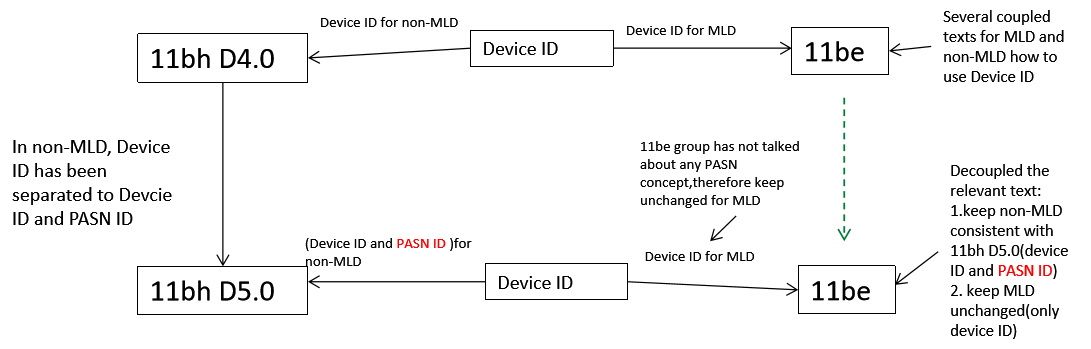 Device ID for non-MLD
11bh D4.0
Device ID
Device ID for MLD
11be
Several coupled
texts for MLD and
non-MLD how to
use Device ID
In non-MLD, Device
ID has been
separated to Devcie
ID and PASN ID
11be group has not talked
about any PASN
concept,therefore keep
unchanged for MLD
(Device ID and PASN ID )for
non-MLD
11bh D5.0
Device ID
Device ID for MLD
11be
Decoupled the
relevant text:
1.keep non-MLD
consistent with
11bh D5.0(device
ID and PASN ID)
2. keep MLD
unchanged(only
device ID)